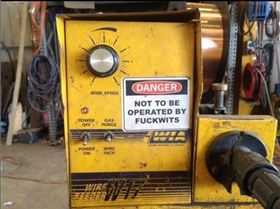 WIRE SPEED
DANGER
NOT TO BE
OPERATED BY
FUCKWITS
POWER
OFF
GAS
PURGE
POWER
ON
WIRE
INCH
WIA
WIRE
FEEDER
W17